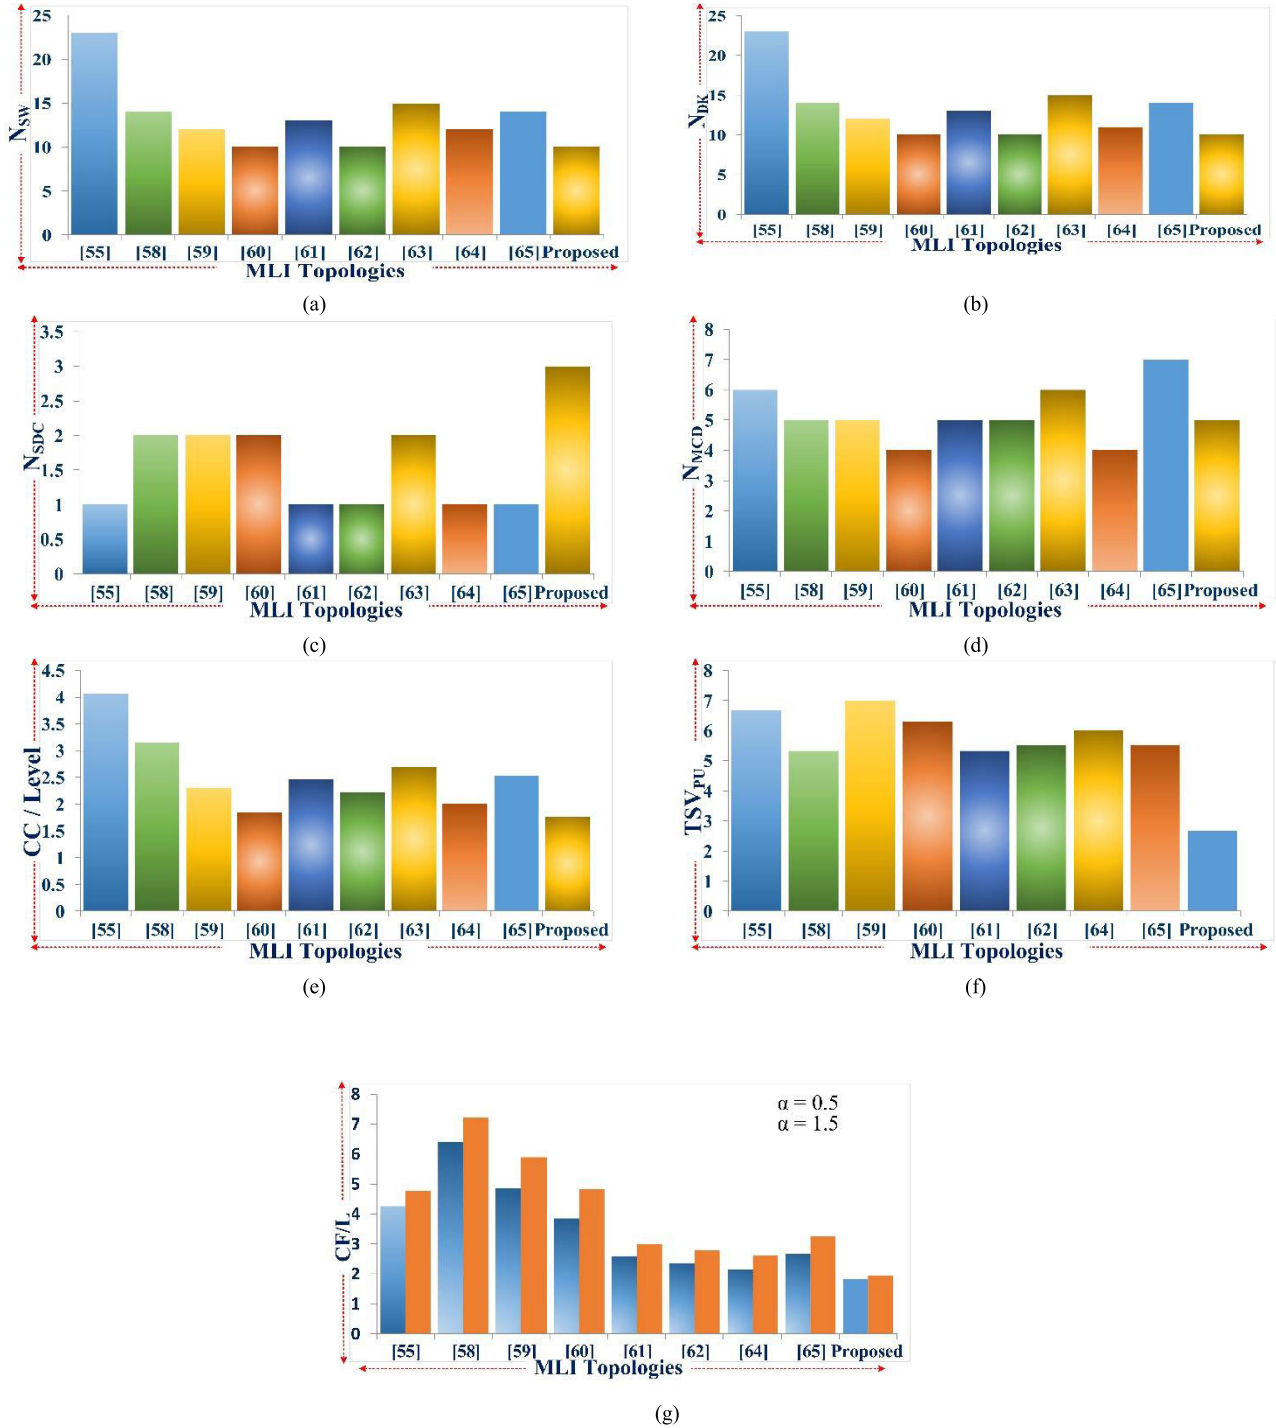 25
20
15
10
5
0
N_SW
[55] [58] [59] [60] [61] [62] [63] [64] [65] Proposed
MLI Topologies
(a)
25
20
15
10
5
0
N_DK
[55] [58] [59] [60] [61] [62] [63] [64] [65] Proposed
MLI Topologies
(b)
3.5
3
2.5
2
1.5
1
0.5
0
N_SDC
[55] [58] [59] [60] [61] [62] [63] [64] [65] Proposed
MLI Topologies
(c)
8
7
6
5
4
3
2
1
0
N_MCD
[55] [58] [59] [60] [61] [62] [63] [64] [65] Proposed
MLI Topologies
(d)
4.5
4
3.5
3
2.5
2
1.5
1
0.5
0
CC / Level
[55] [58] [59] [60] [61] [62] [63] [64] [65] Proposed
MLI Topologies
(e)
8
7
6
5
4
3
2
1
0
TSV_PU
[55] [58] [59] [60] [61] [62] [64] [65] Proposed
MLI Topologies
(f)
8
7
6
5
4
3
2
1
0
CF/L
α = 0.5
α = 1.5
[55] [58] [59] [60] [61] [62] [64] [65] Proposed
MLI Topologies
(g)